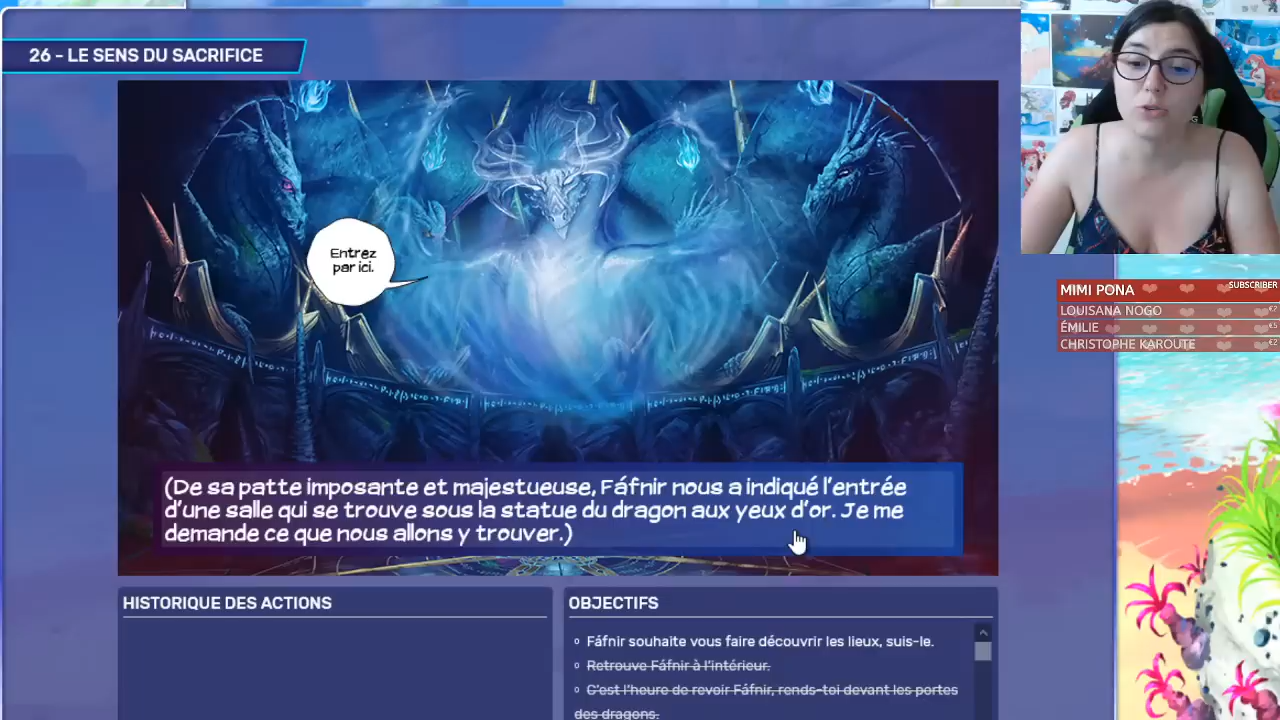 26 - LE SENS DU SACRIFICE
Entrez
par ici.
(De sa patte imposante et majestueuse, Fáfnir nous a indiqué l'entrée
d'une salle qui se trouve sous la statue du dragon aux yeux d'or. Je me
demande ce que nous allons y trouver.)
HISTORIQUE DES ACTIONS
OBJECTIFS
Fáfnir souhaite vous faire découvrir les lieux, suis-le.
Retrouve Fáfnir à l'intérieur.
C'est l'heure de revoir Fáfnir, rends-toi devant les portes
des dragons.
MIMI PONA SUBSCRIBER
LOUISANA NOGO €2
ÉMILIE €5
CHRISTOPHE KAROUTE €2